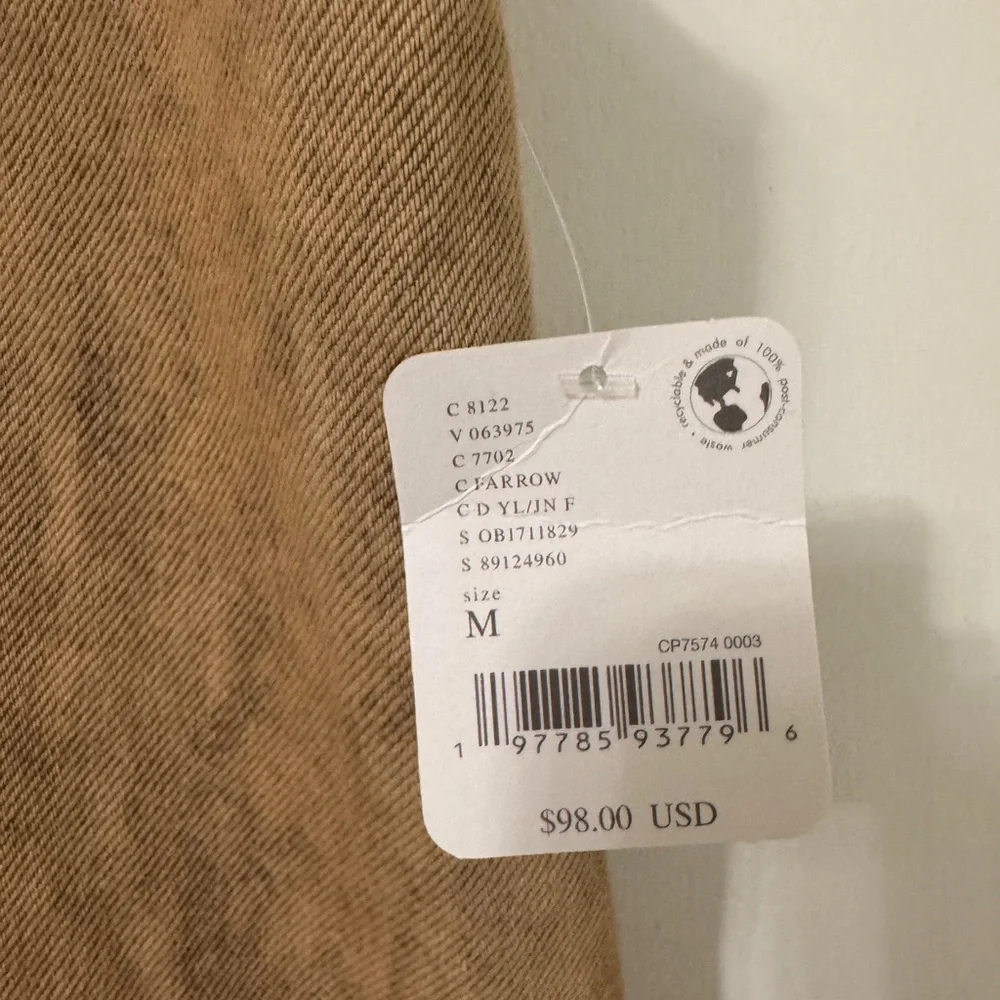 C 8122
V 063975
C 7702
C FARROW
C D YL/JN F
S OB1711829
S 89124960
size
M
recyclable & made of 100% post-consumer waste •
CP7574 0003
1 97785 93779 6
$98.00 USD